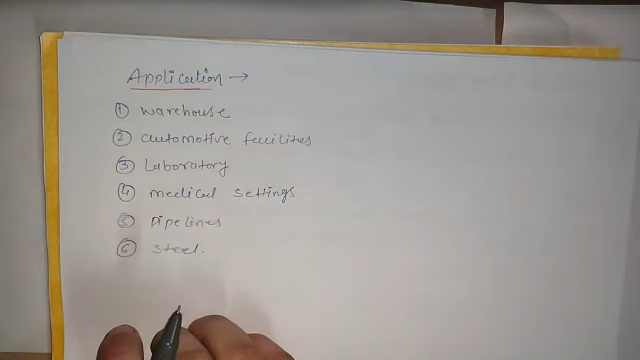 Application →
① warehouse
② automotive facilities
③ Laboratory
④ medical settings
⑤ Pipelines
⑥ steel.